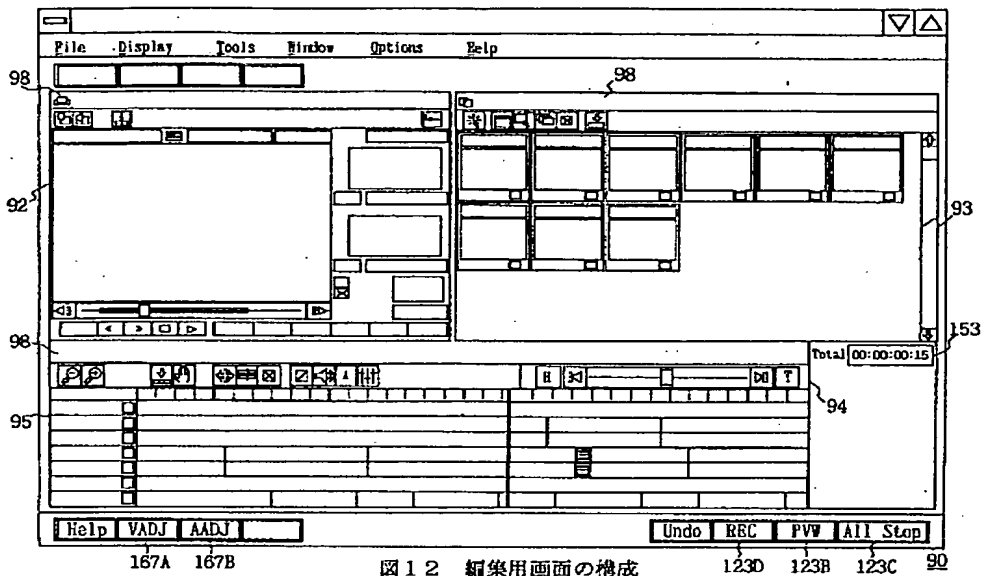 File Display Tools Window Options Help
98
98
92
93
98
Total 00:00:00:15
153
H T
94
95
Help VADJ AADJ Undo REC PVW All Stop
167A 167B 123D 123B 123C 90
図12 編集用画面の構成